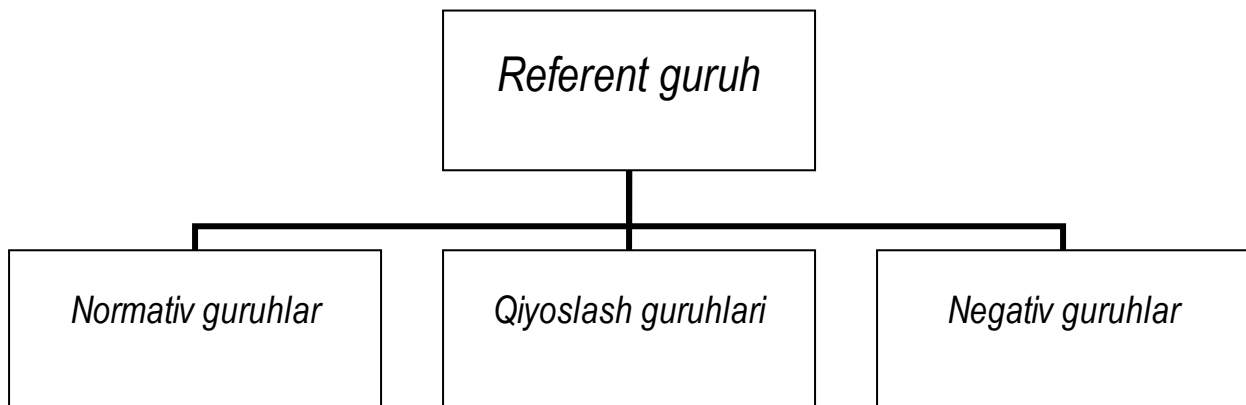 Referent guruh
Normativ guruhlar
Qiyoslash guruhlari
Negativ guruhlar